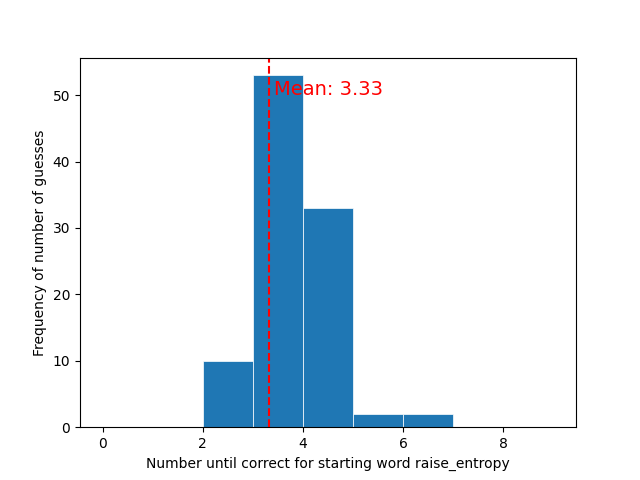 Mean: 3.33
50
40
30
20
10
0
Frequency of number of guesses
0 2 4 6 8
Number until correct for starting word raise_entropy